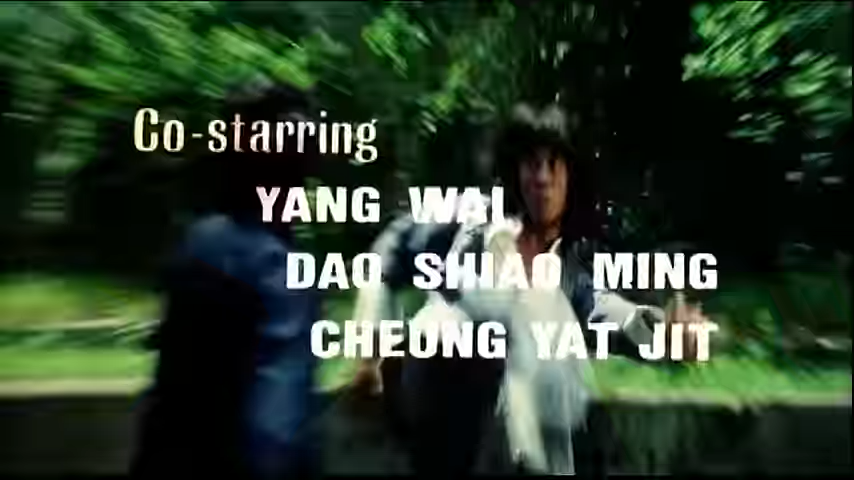 Co-starring
YANG WAI
DAO SHIAO MING
CHEUNG YAT JIT